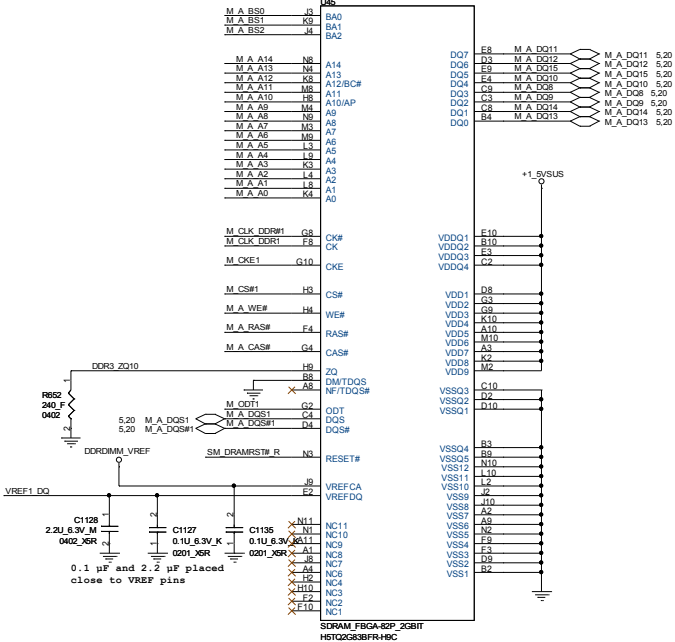 U45
M_A_BS0 J3 BA0
M_A_BS1 K9 BA1
M_A_BS2 J4 BA2
M_A_A14 N8 A14
M_A_A13 N4 A13
M_A_A12 K8 A12/BC#
M_A_A11 M8 A11
M_A_A10 H8 A10/AP
M_A_A9 M4 A9
M_A_A8 N9 A8
M_A_A7 M3 A7
M_A_A6 M9 A6
M_A_A5 L3 A5
M_A_A4 L9 A4
M_A_A3 K3 A3
M_A_A2 L4 A2
M_A_A1 L8 A1
M_A_A0 K4 A0
DQ7 E8 M_A_DQ11 M_A_DQ11 5,20
DQ6 D3 M_A_DQ12 M_A_DQ12 5,20
DQ5 E9 M_A_DQ15 M_A_DQ15 5,20
DQ4 E4 M_A_DQ10 M_A_DQ10 5,20
DQ3 C9 M_A_DQ8 M_A_DQ8 5,20
DQ2 C3 M_A_DQ9 M_A_DQ9 5,20
DQ1 C8 M_A_DQ14 M_A_DQ14 5,20
DQ0 B4 M_A_DQ13 M_A_DQ13 5,20
+1_5VSUS
M_CLK_DDR#1 G8 CK#
M_CLK_DDR1 F8 CK
M_CKE1 G10 CKE
VDDQ1 E10
VDDQ2 B10
VDDQ3 E3
VDDQ4 C2
M_CS#1 H3 CS#
M_A_WE# H4 WE#
M_A_RAS# F4 RAS#
M_A_CAS# G4 CAS#
VDD1 D8
VDD2 G3
VDD3 G9
VDD4 K10
VDD5 A10
VDD6 M10
VDD7 A3
VDD8 K2
VDD9 M2
DDR3_ZQ10 H9 ZQ
B8 DM/TDQS
A8 NF/TDQS#
1
R652
240_F
0402
2
M_ODT1 G2 ODT
5,20 M_A_DQS1 M_A_DQS1 C4 DQS
5,20 M_A_DQS#1 M_A_DQS#1 D4 DQS#
VSSQ3 C10
VSSQ2 D2
VSSQ1 D10
DDRDIMM_VREF
SM_DRAMRST#_R N3 RESET#
VSSQ4 B3
VSSQ5 B9
VSS12 N10
VSS11 L10
VSS10 L2
VSS9 J2
VSS8 J10
VSS7 A2
VSS6 A9
VSS5 N2
VSS4 F9
VSS3 F3
VSS2 D9
VSS1 B2
J9 VREFCA
VREF1_DQ E2 VREFDQ
1 2 2
C1128
2.2U_6.3V_M
0402_X5R
2
C1127
0.1U_6.3V_K
0201_X5R
1
C1135
0.1U_6.3V_K
0201_X5R
1
0.1 µF and 2.2 µF placed
close to VREF pins
N11 NC11
N1 NC10
A11 NC9
A1 NC8
J8 NC7
A4 NC6
H2 NC4
H10 NC3
F2 NC2
F10 NC1
SDRAM_FBGA-82P_2GBIT
H5TQ2G83BFR-H9C